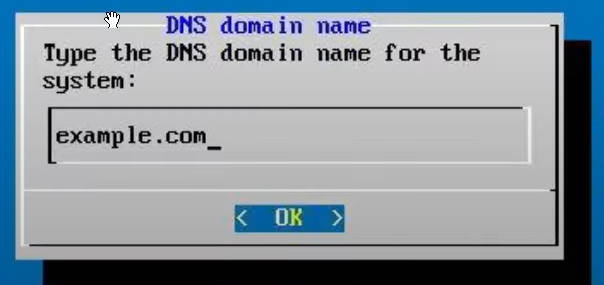 DNS domain name
Type the DNS domain name for the
system:
example.com_
< OK >